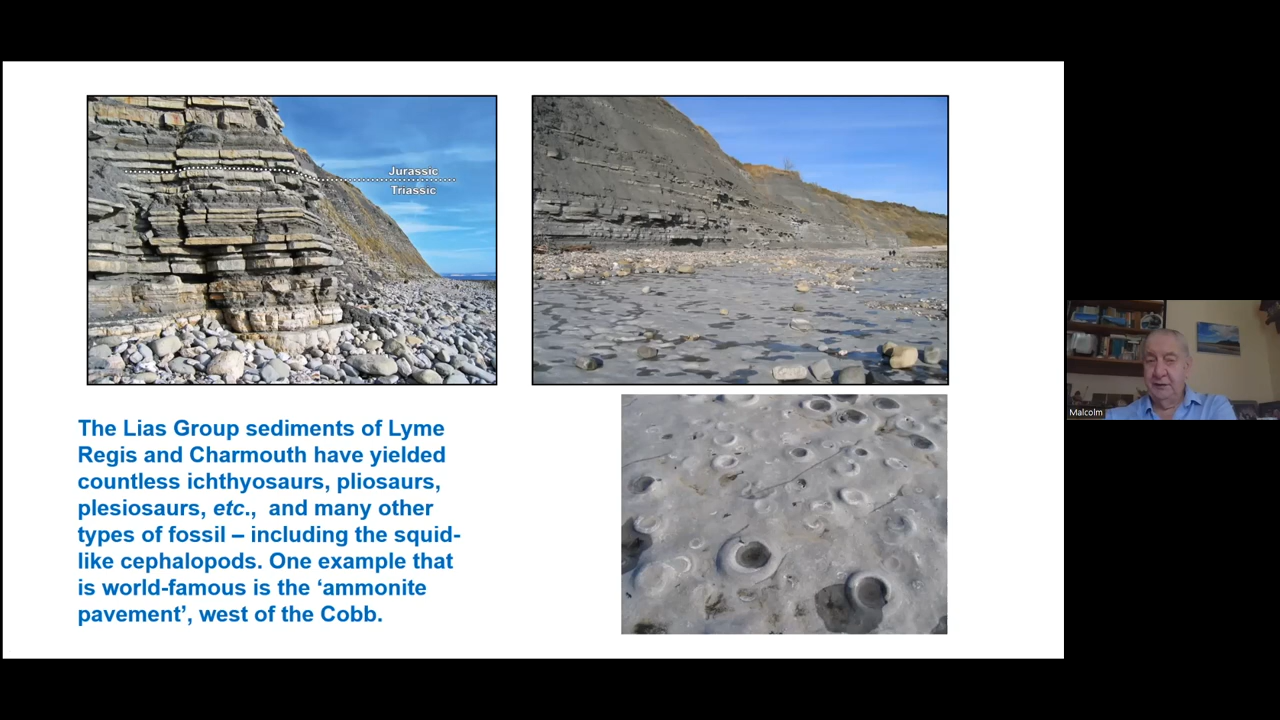 Jurassic
Triassic
The Lias Group sediments of Lyme
Regis and Charmouth have yielded
countless ichthyosaurs, pliosaurs,
plesiosaurs, etc., and many other
types of fossil – including the squid-
like cephalopods. One example that
is world-famous is the ‘ammonite
pavement’, west of the Cobb.
Malcolm